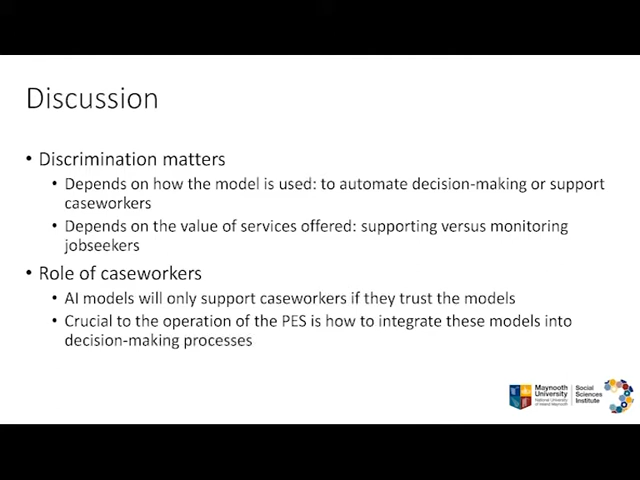 Discussion
• Discrimination matters
• Depends on how the model is used: to automate decision-making or support
caseworkers
• Depends on the value of services offered: supporting versus monitoring
jobseekers
• Role of caseworkers
• AI models will only support caseworkers if they trust the models
• Crucial to the operation of the PES is how to integrate these models into
decision-making processes
Maynooth
University
National University
of Ireland Maynooth
Social
Sciences
Institute